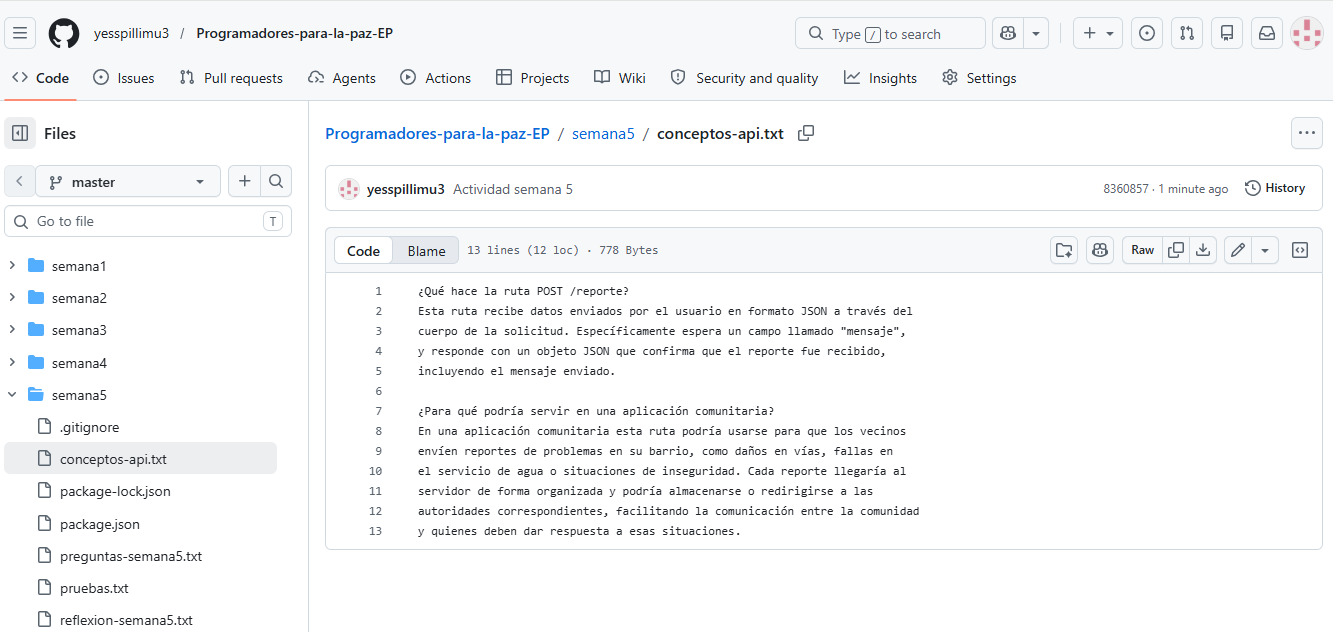 yesspillimu3 / Programadores-para-la-paz-EP
Type / to search
Code Issues Pull requests Agents Actions Projects Wiki Security and quality Insights Settings
Files
master
Go to file T
semana1
semana2
semana3
semana4
semana5
.gitignore
conceptos-api.txt
package-lock.json
package.json
preguntas-semana5.txt
pruebas.txt
reflexion-semana5.txt
Programadores-para-la-paz-EP / semana5 / conceptos-api.txt
yesspillimu3 Actividad semana 5 8360857 · 1 minute ago History
Code Blame 13 lines (12 loc) · 778 Bytes Raw
1 ¿Qué hace la ruta POST /reporte?
2 Esta ruta recibe datos enviados por el usuario en formato JSON a través del
3 cuerpo de la solicitud. Específicamente espera un campo llamado "mensaje",
4 y responde con un objeto JSON que confirma que el reporte fue recibido,
5 incluyendo el mensaje enviado.
6
7 ¿Para qué podría servir en una aplicación comunitaria?
8 En una aplicación comunitaria esta ruta podría usarse para que los vecinos
9 envíen reportes de problemas en su barrio, como daños en vías, fallas en
10 el servicio de agua o situaciones de inseguridad. Cada reporte llegaría al
11 servidor de forma organizada y podría almacenarse o redirigirse a las
12 autoridades correspondientes, facilitando la comunicación entre la comunidad
13 y quienes deben dar respuesta a esas situaciones.